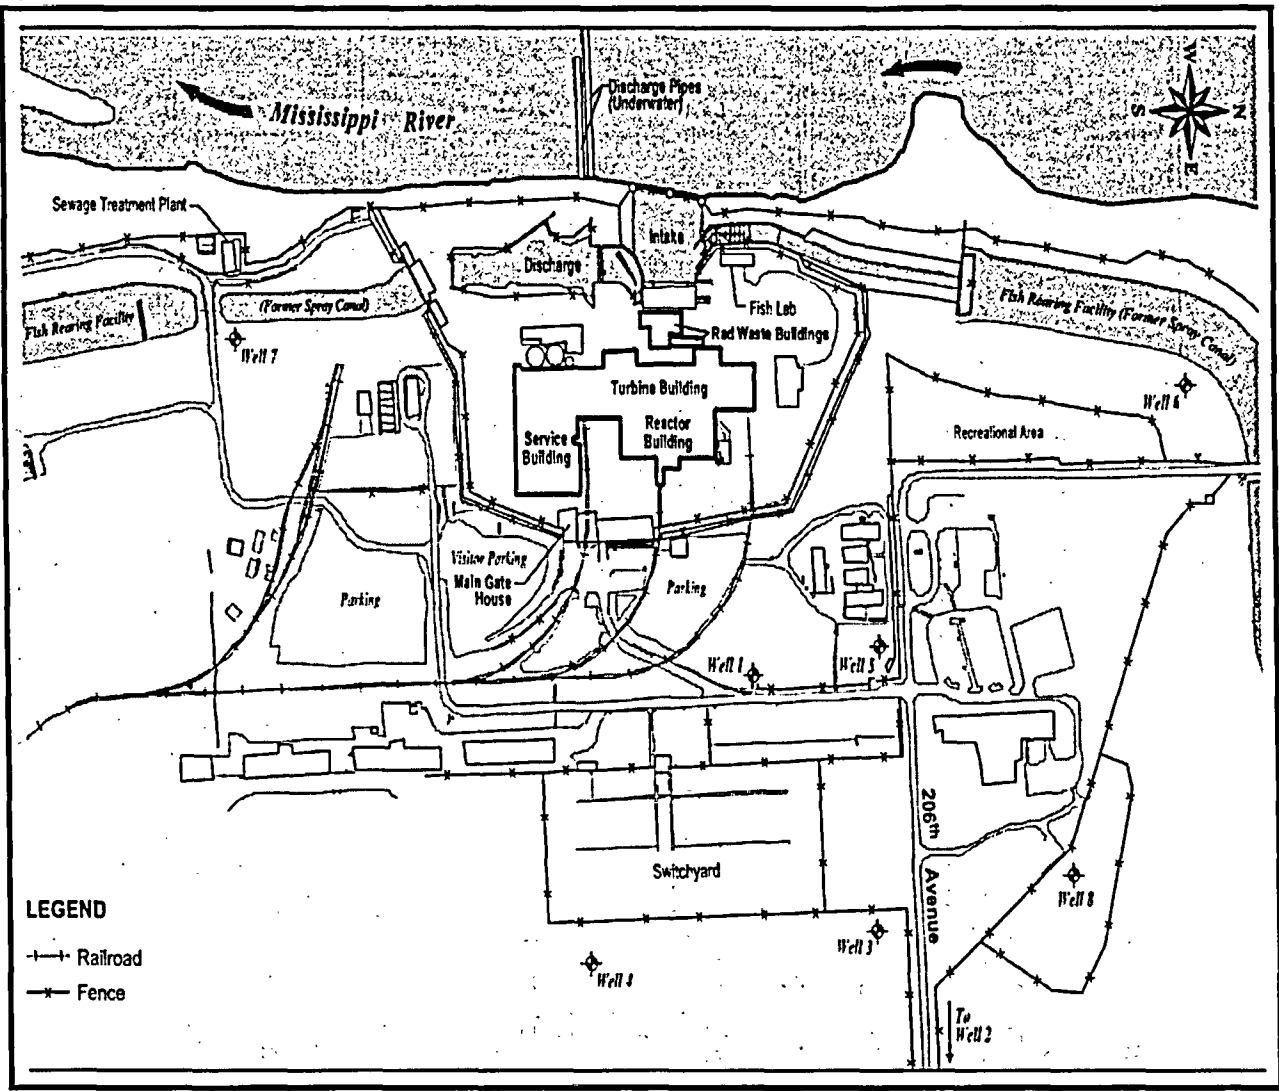 W
N
S
E
Discharge Pipes
(Underwater)
Mississippi River
Sewage Treatment Plant
Intake
Discharge
(Former Spray Canal)
Fish Rearing Facility
Fish Lab
Fish Rearing Facility (Former Spray Canal)
Rad Waste Buildings
Well 7
Turbine Building
Well 6
Reactor
Building
Service
Building
Recreational Area
Visitor Parking
Main Gate
House
Parking
Parking
Well 1
Well 5
206th Avenue
Switchyard
Well 8
LEGEND
Railroad
Fence
Well 3
Well 4
To
Well 2